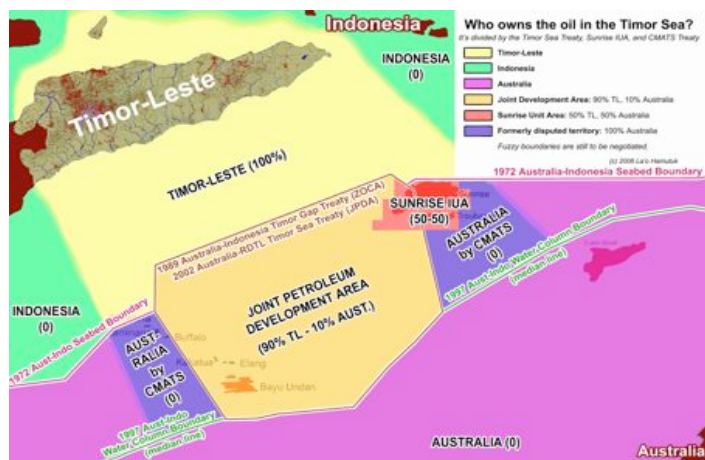 Indonesia
INDONESIA
(0)
Who owns the oil in the Timor Sea?
It's divided by the Timor Sea Treaty, Sunrise IUA, and CMATS Treaty
Timor-Leste
Indonesia
Australia
Joint Development Area: 90% TL, 10% Australia
Sunrise Unit Area: 50% TL, 50% Australia
Formerly disputed territory: 100% Australia
Fuzzy boundaries are still to be negotiated.
(c) 2006 La'o Hamutuk
1972 Australia-Indonesia Seabed Boundary
Timor-Leste
TIMOR-LESTE (100%)
1989 Australia-Indonesia Timor Gap Treaty (ZOCA)
2002 Australia-RDTL Timor Sea Treaty (JPDA)
Sunrise
SUNRISE IUA
(50-50)
AUSTRALIA
by CMATS
(0)
1997 Aust-Indo Water Column Boundary
(median line)
JOINT PETROLEUM
DEVELOPMENT AREA
(90% TL - 10% AUST.)
INDONESIA
(0)
1972 Aust-Indo Seabed Boundary
Buffalo
AUST-
RALIA
by
CMATS
(0)
Kakatua
Elang
Bayu Undan
1997 Aust-Indo
Water Column Boundary
(median line)
AUSTRALIA (0)
Australia